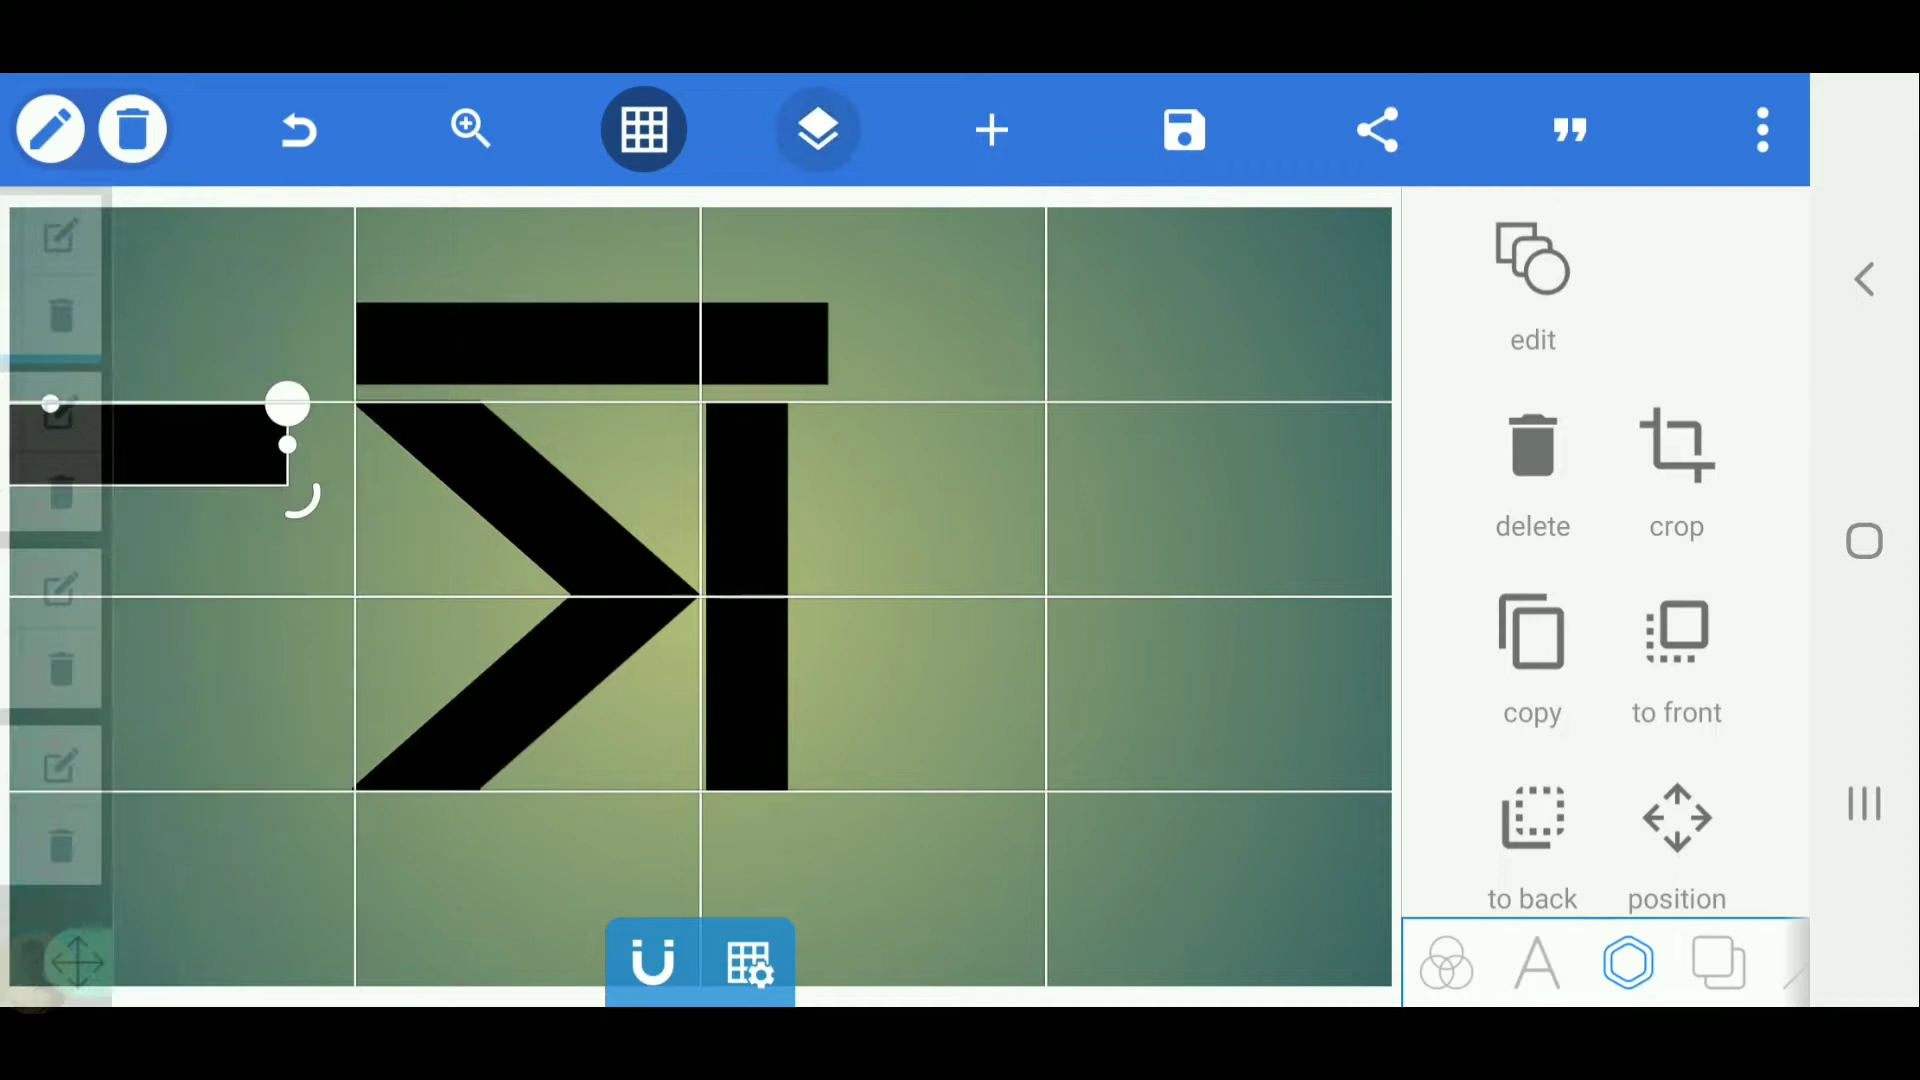 edit
delete
crop
copy
to front
to back
position